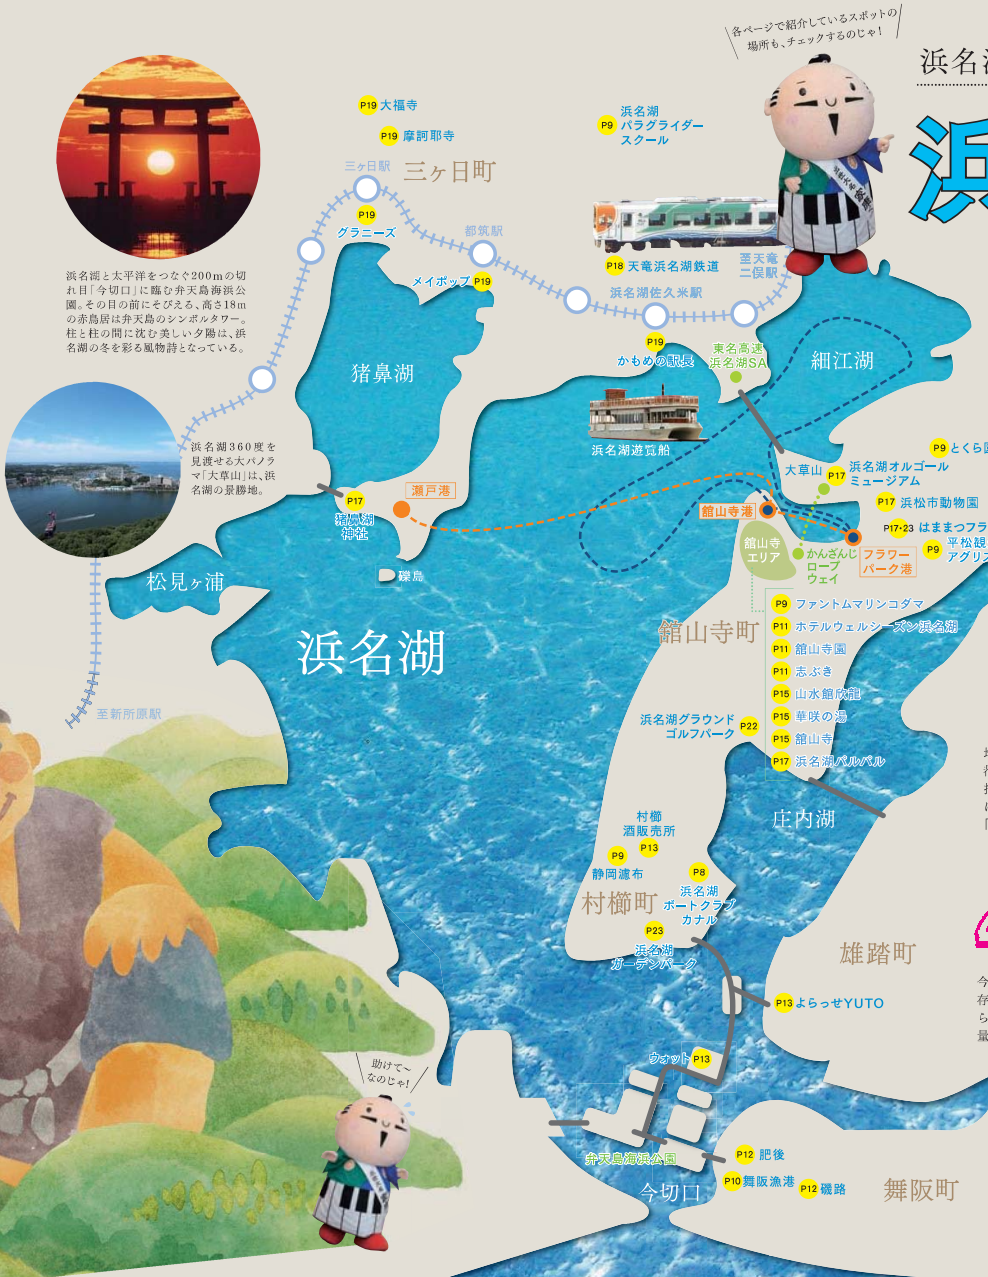 各ページで紹介しているスポットの
場所も、チェックするのじゃ!
浜名
浜
P19 大福寺
P19 摩訶耶寺
三ヶ日駅
三ヶ日町
P19
グラニーズ
都筑駅
メイポップ P19
P9
浜名湖
パラグライダー
スクール
P18 天竜浜名湖鉄道
至天竜
二俣駅
浜名湖佐久米駅
P19
かもめの駅長
東名高速
浜名湖SA
浜名湖と太平洋をつなぐ200mの切
れ目「今切口」に臨む弁天島海浜公
園。その目の前にそびえる、高さ18m
の赤鳥居は弁天島のシンボルタワー。
柱と柱の間に沈む美しい夕陽は、浜
名湖の冬を彩る風物詩となっている。
猪鼻湖
細江湖
浜名湖遊覧船
浜名湖360度を
見渡せる大パノラ
マ「大草山」は、浜
名湖の景勝地。
P9 とくら
大草山
P17 浜名湖オルゴール
ミュージアム
P17 浜松市動物園
P17・23 はままつフラ
P9
平松観
アグリス
瀬戸港
P17
猪鼻湖
神社
舘山寺港
舘山寺
エリア
かんざんじ
ロープ
ウェイ
フラワー
パーク港
礫島
松見ヶ浦
浜名湖
舘山寺町
P9 ファントムマリンコダマ
P11 ホテルウェルシーズン浜名湖
P11 舘山寺園
P11 志ぶき
P15 山水館欣龍
P15 華咲の湯
P15 舘山寺
P17 浜名湖パルパル
至新所原駅
浜名湖グラウンド
ゴルフパーク
P22
庄内湖
村櫛
酒販売所
P13
P9
静岡濾布
P8
浜名湖
ボートクラブ
カナル
村櫛町
P23
浜名湖
ガーデンパーク
雄踏町
P13 よらっせYUTO
ウォット P13
助けて〜
なのじゃ!
弁天島海浜公園
P12 肥後
今切口
P10 舞阪漁港
P12 磯路
舞阪町
今
存
ら
量